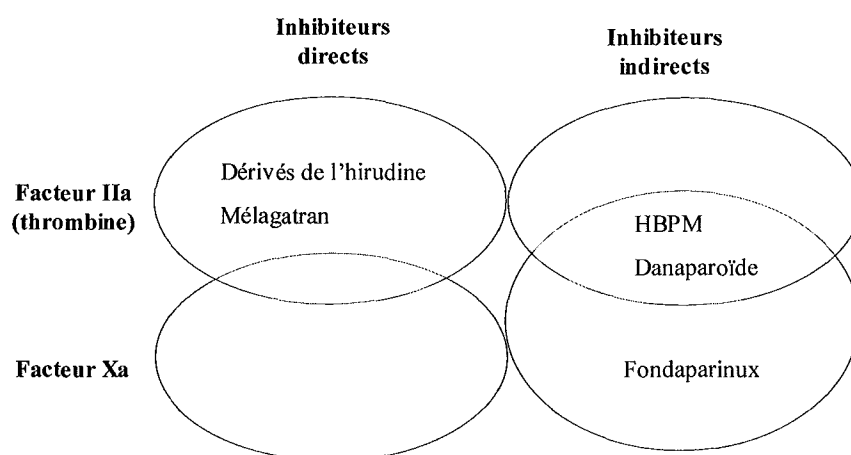 Inhibiteurs
directs
Inhibiteurs
indirects
Facteur IIa
(thrombine)
Dérivés de l'hirudine
Mélagatran
HBPM
Danaparoïde
Facteur Xa
Fondaparinux